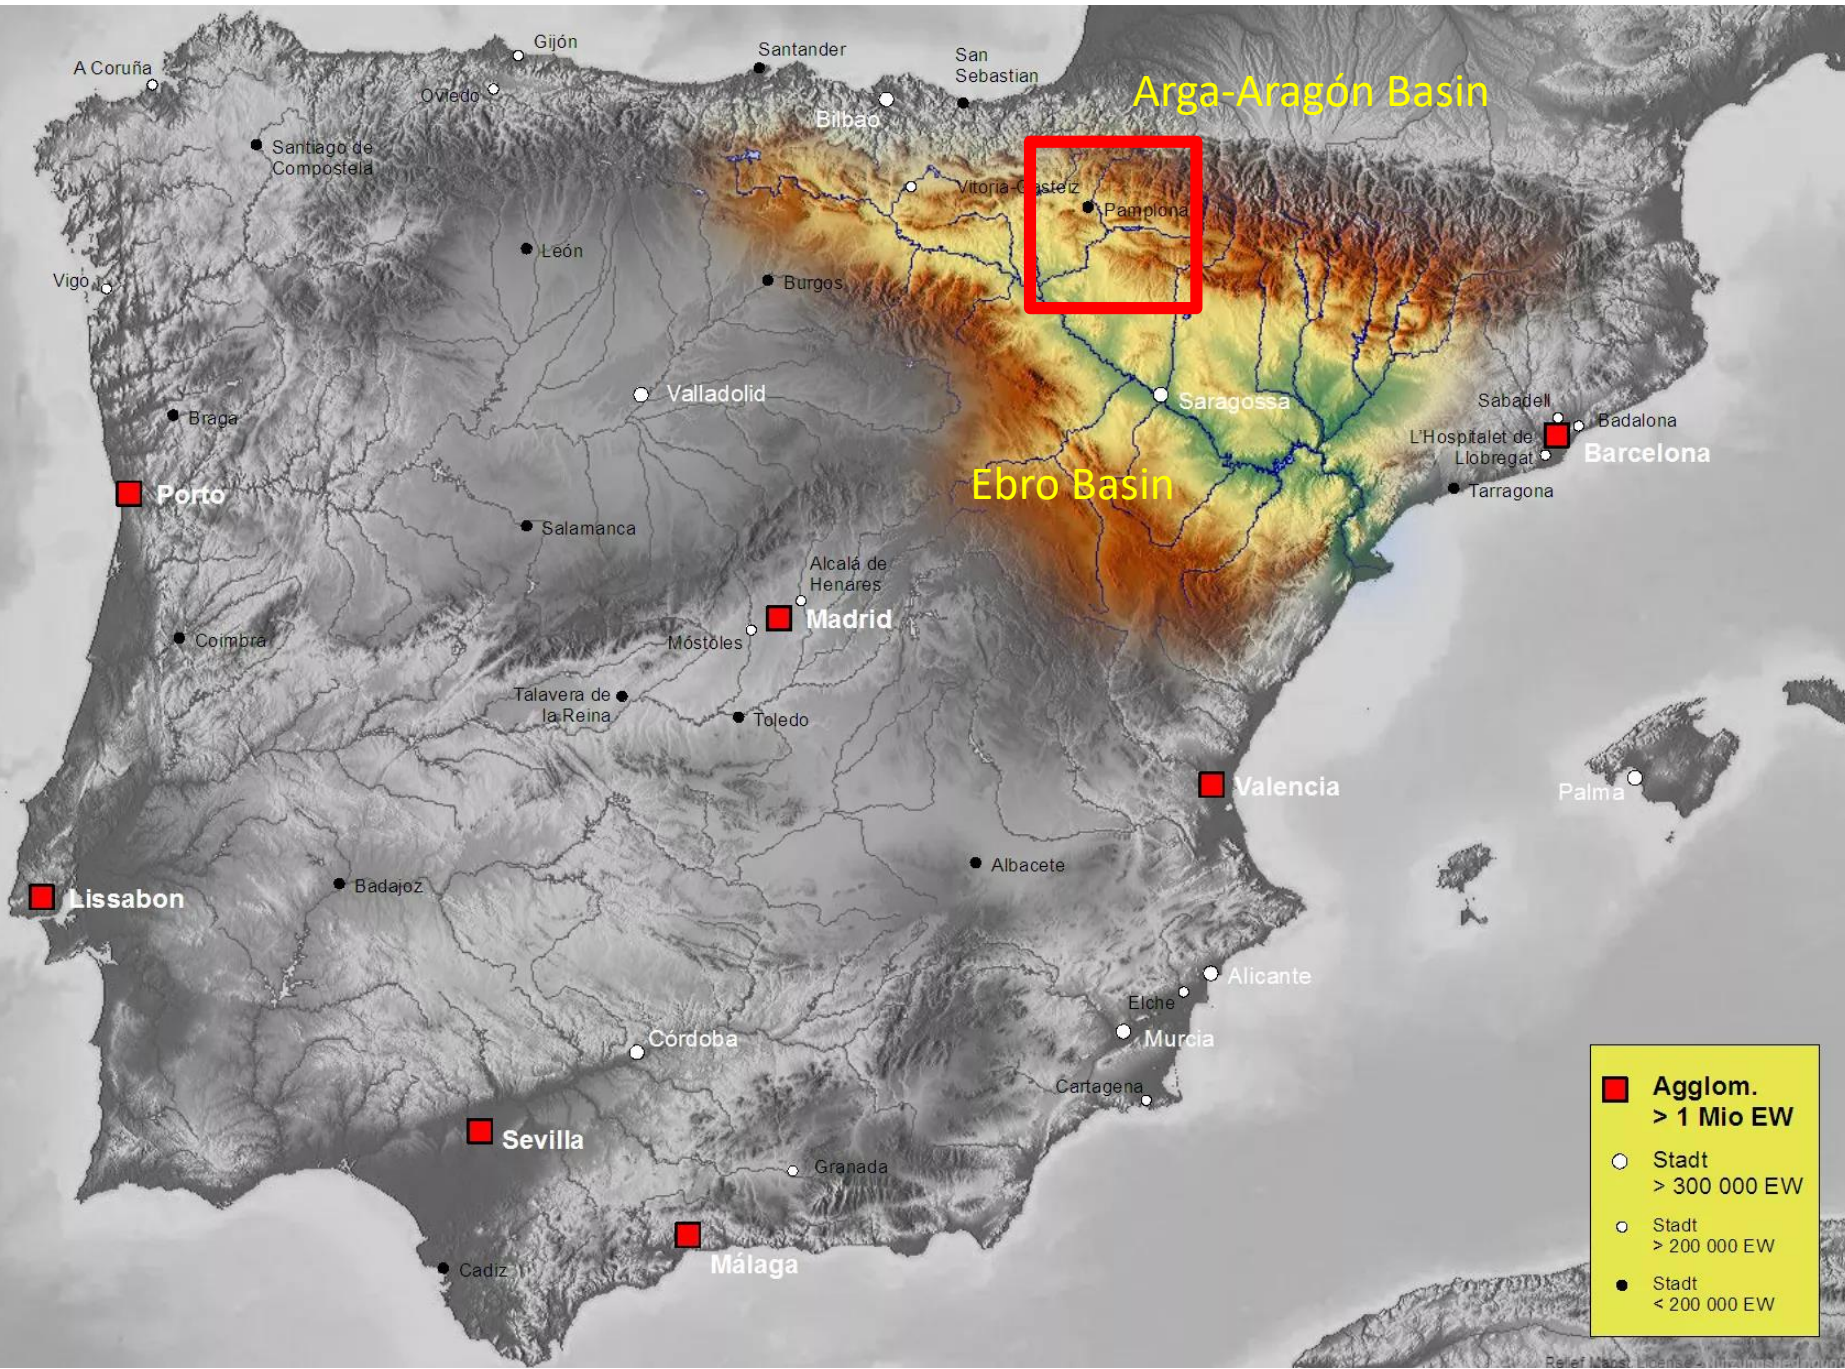 Gijón
Santander
San
Sebastian
A Coruña
Oviedo
Bilbao
Arga-Aragón Basin
Santiago de
Compostela
Vitoria-Gasteiz
Pamplona
León
Vigo
Burgos
Valladolid
Saragossa
Braga
Sabadell
Badalona
L'Hospitalet de
Llobregat
Barcelona
Tarragona
Ebro Basin
Porto
Salamanca
Alcalá de
Henares
Madrid
Móstoles
Coimbra
Talavera de
la Reina
Toledo
Valencia
Palma
Albacete
Badajoz
Lissabon
Alicante
Elche
Murcia
Córdoba
Cartagena
Sevilla
Granada
Málaga
Cadiz
Agglom.
> 1 Mio EW
Stadt
> 300 000 EW
Stadt
> 200 000 EW
Stadt
< 200 000 EW